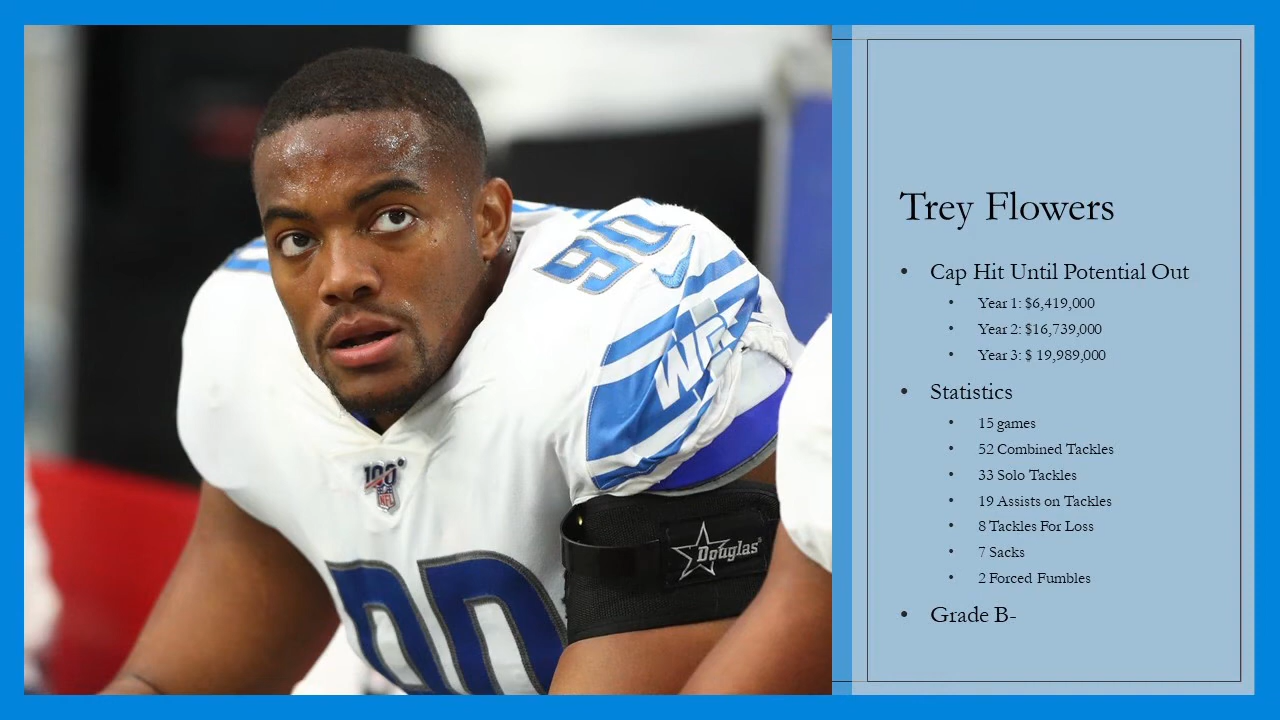 90
WCF
100
NFL
Douglas
90
Trey Flowers
• Cap Hit Until Potential Out
• Year 1: $6,419,000
• Year 2: $16,739,000
• Year 3: $ 19,989,000
• Statistics
• 15 games
• 52 Combined Tackles
• 33 Solo Tackles
• 19 Assists on Tackles
• 8 Tackles For Loss
• 7 Sacks
• 2 Forced Fumbles
• Grade B-